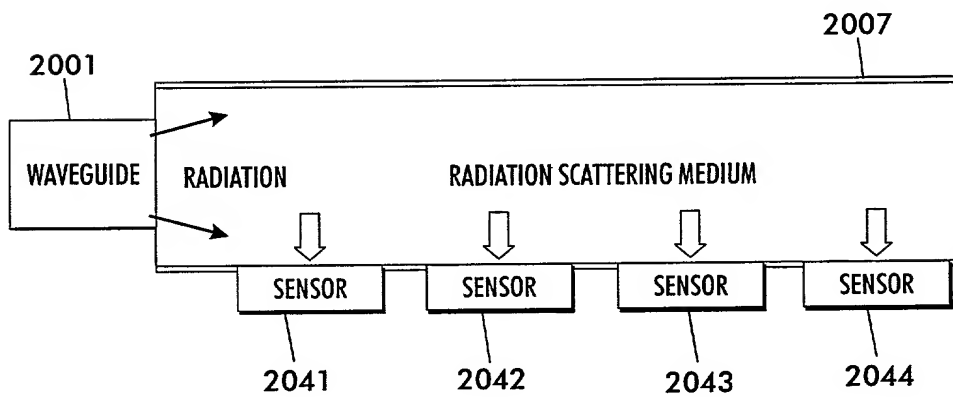 2007
2001
WAVEGUIDE
RADIATION
RADIATION SCATTERING MEDIUM
SENSOR
SENSOR
SENSOR
SENSOR
2041
2042
2043
2044